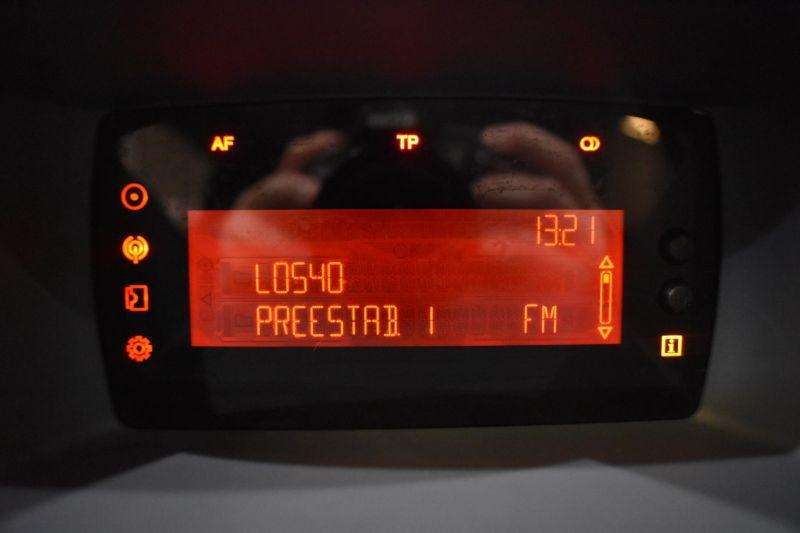 AF TP
13:21
LOS40
PREESTAB. 1 FM
i